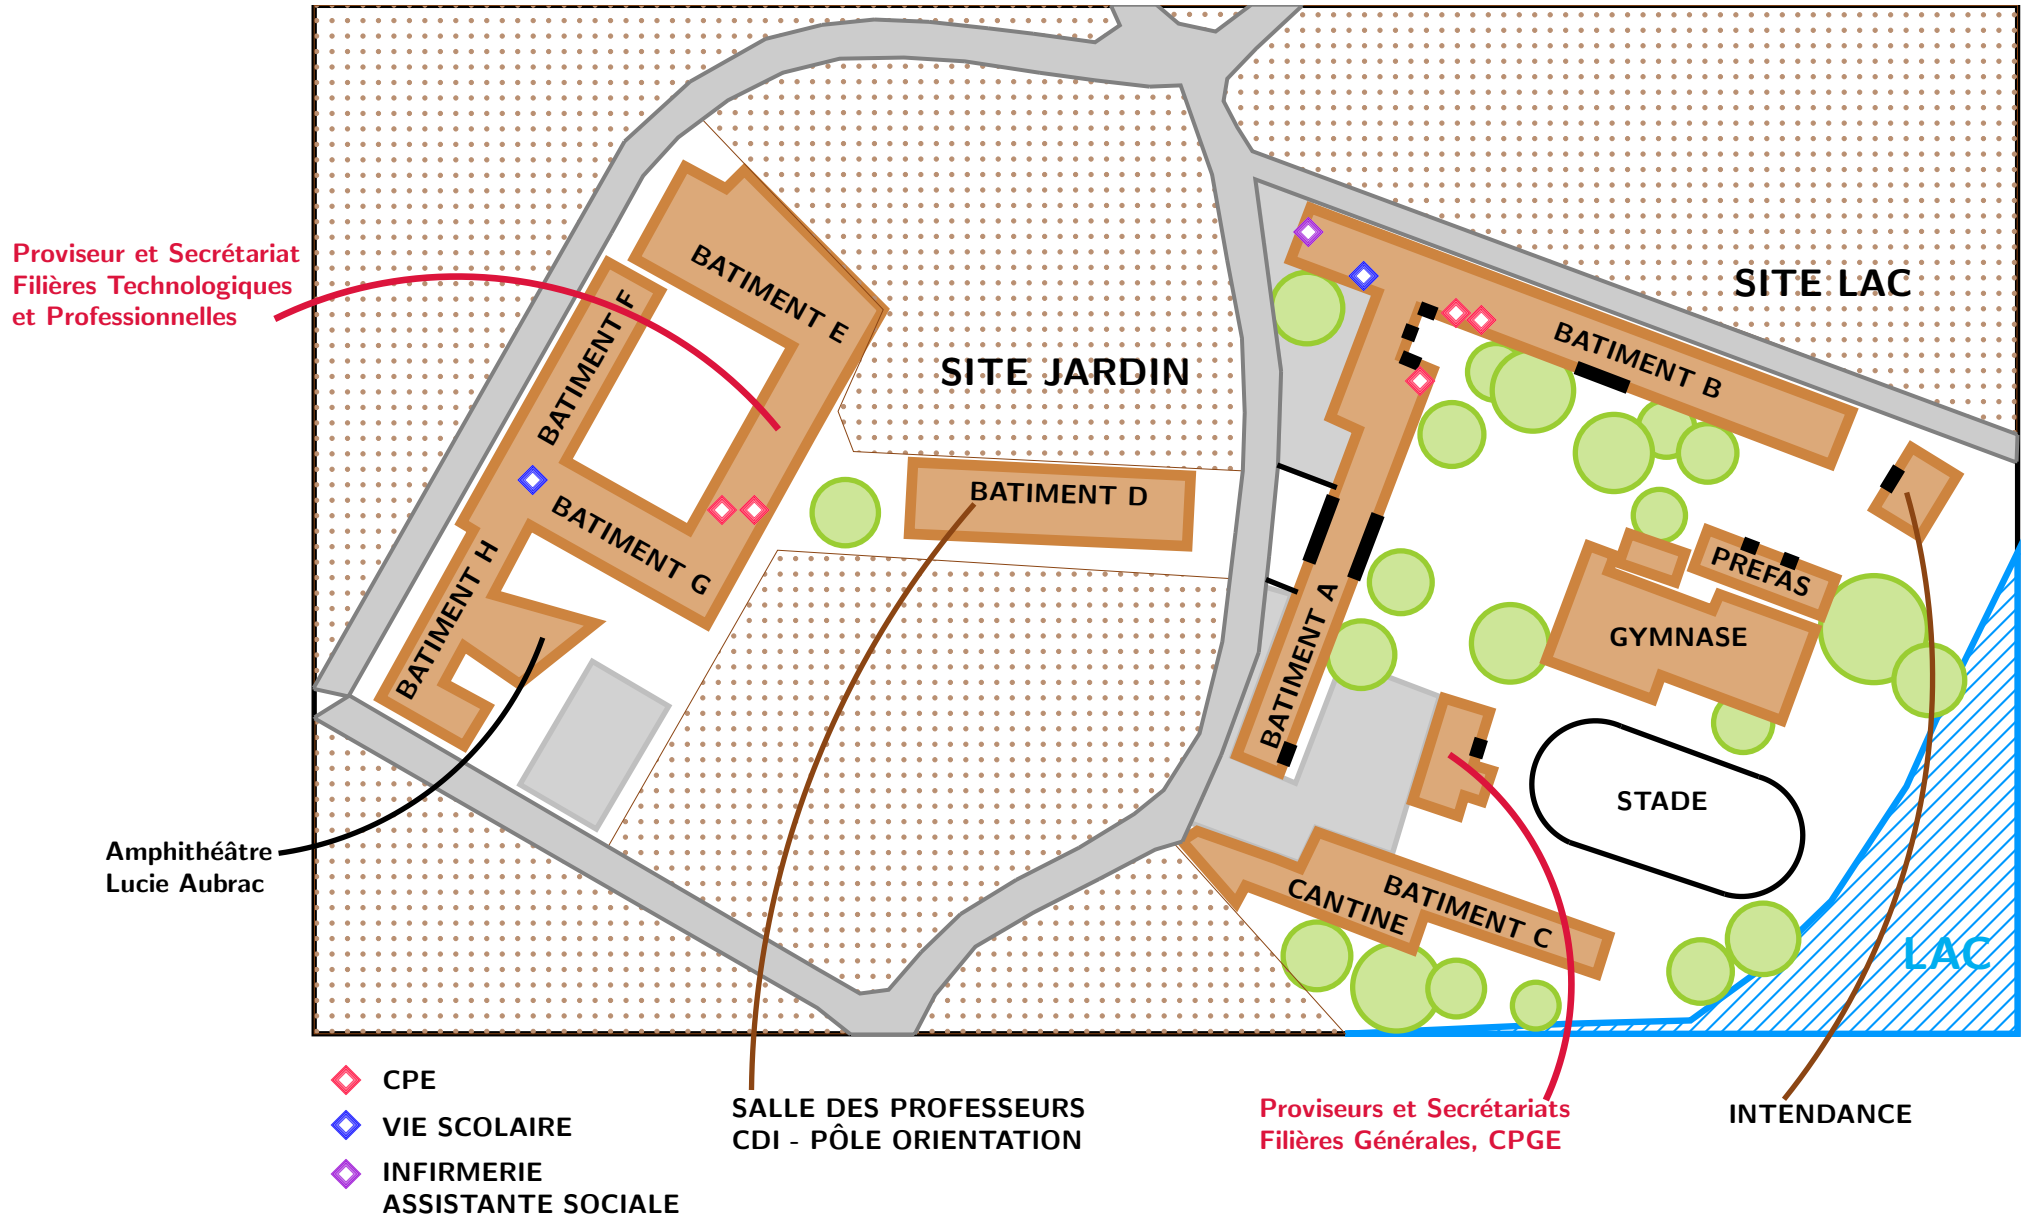 Proviseur et Secrétariat
Filières Technologiques
et Professionnelles
BATIMENT E
BATIMENT F
SITE JARDIN
SITE LAC
BATIMENT B
BATIMENT D
BATIMENT G
BATIMENT H
BATIMENT A
PREFAS
GYMNASE
STADE
Amphithéâtre
Lucie Aubrac
CANTINE
BATIMENT C
LAC
CPE
VIE SCOLAIRE
INFIRMERIE
ASSISTANTE SOCIALE
SALLE DES PROFESSEURS
CDI - PÔLE ORIENTATION
Proviseurs et Secrétariats
Filières Générales, CPGE
INTENDANCE